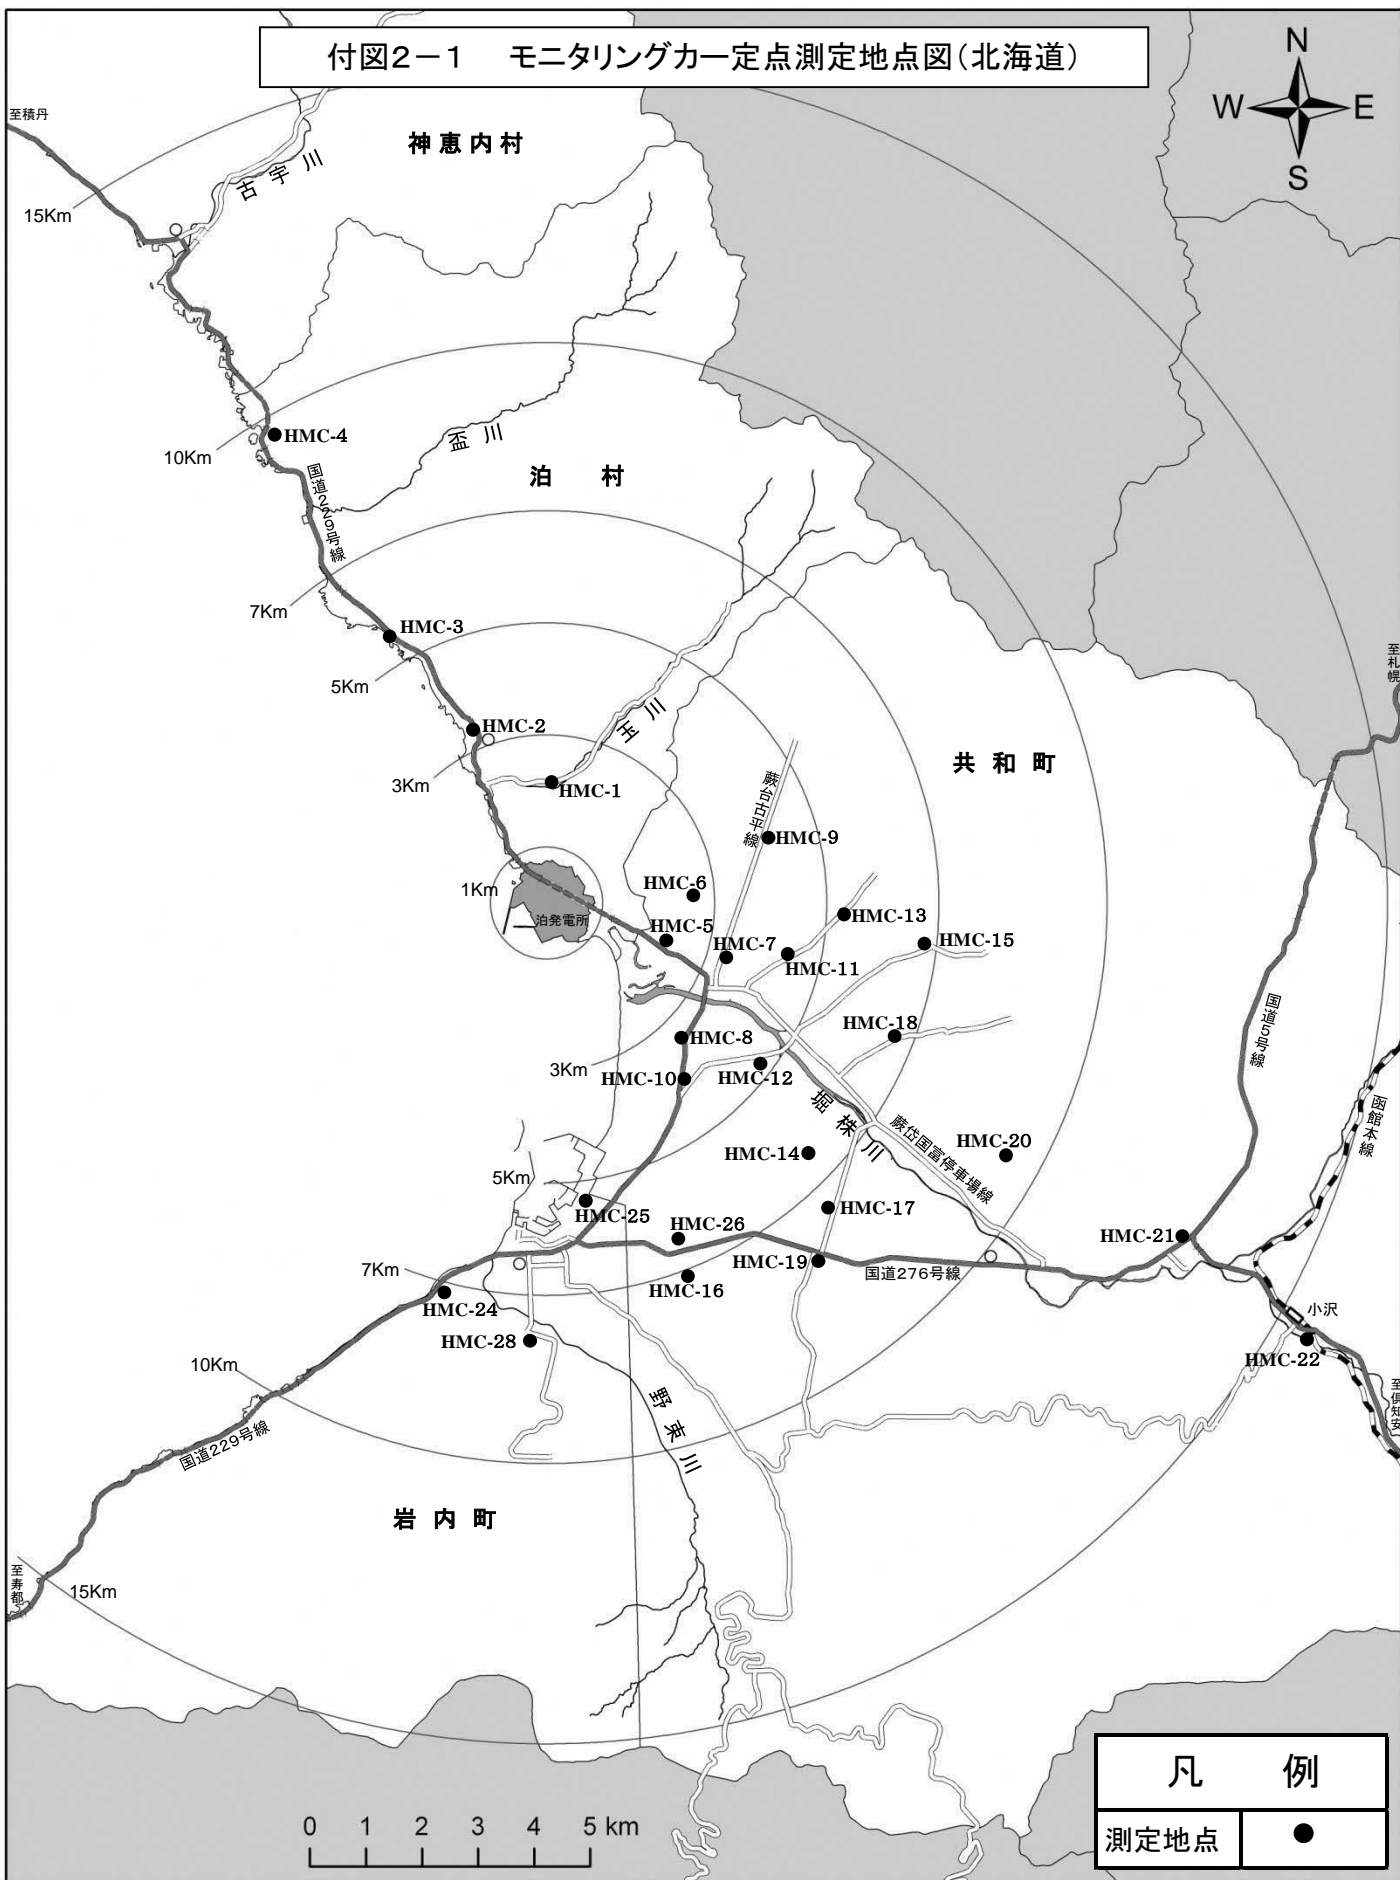 付図2－1　モニタリングカー定点測定地点図(北海道)
N
W E
S
至積丹
神恵内村
古宇川
15Km
HMC-4
10Km
盃川
国道229号線
泊村
7Km
HMC-3
5Km
至札幌
HMC-2
玉川
3Km
共和町
HMC-1
蕨台古平線
HMC-9
HMC-6
1Km
泊発電所
HMC-13
HMC-5
HMC-7
HMC-15
HMC-11
国道5号線
HMC-18
HMC-8
3Km
HMC-10
HMC-12
堀株川
函館本線
蕨岱国富停車場線
HMC-14
HMC-20
5Km
HMC-25
HMC-17
HMC-26
HMC-21
HMC-19
国道276号線
7Km
HMC-16
HMC-24
小沢
HMC-28
HMC-22
10Km
至倶知安
野束川
国道229号線
岩内町
至寿都
15Km
凡例
測定地点
0 1 2 3 4 5 km